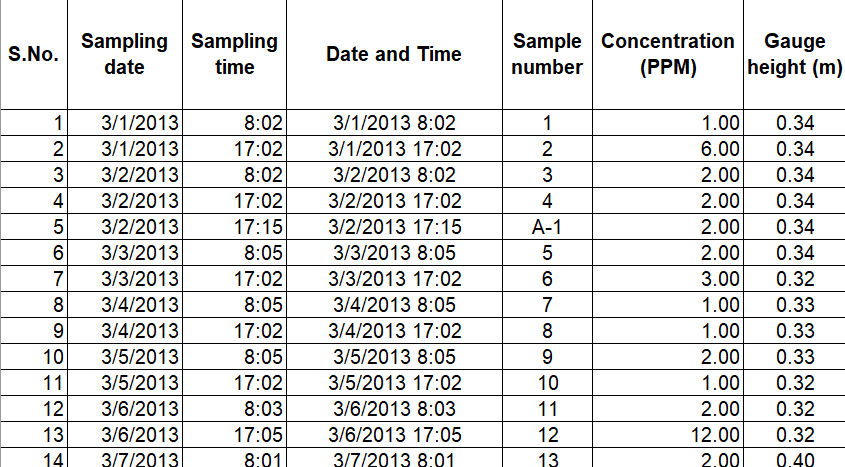 S.No. Sampling date Sampling time Date and Time Sample number Concentration (PPM) Gauge height (m)
1 3/1/2013 8:02 3/1/2013 8:02 1 1.00 0.34
2 3/1/2013 17:02 3/1/2013 17:02 2 6.00 0.34
3 3/2/2013 8:02 3/2/2013 8:02 3 2.00 0.34
4 3/2/2013 17:02 3/2/2013 17:02 4 2.00 0.34
5 3/2/2013 17:15 3/2/2013 17:15 A-1 2.00 0.34
6 3/3/2013 8:05 3/3/2013 8:05 5 2.00 0.34
7 3/3/2013 17:02 3/3/2013 17:02 6 3.00 0.32
8 3/4/2013 8:05 3/4/2013 8:05 7 1.00 0.33
9 3/4/2013 17:02 3/4/2013 17:02 8 1.00 0.33
10 3/5/2013 8:05 3/5/2013 8:05 9 2.00 0.33
11 3/5/2013 17:02 3/5/2013 17:02 10 1.00 0.32
12 3/6/2013 8:03 3/6/2013 8:03 11 2.00 0.32
13 3/6/2013 17:05 3/6/2013 17:05 12 12.00 0.32
14 3/7/2013 8:01 3/7/2013 8:01 13 2.00 0.40